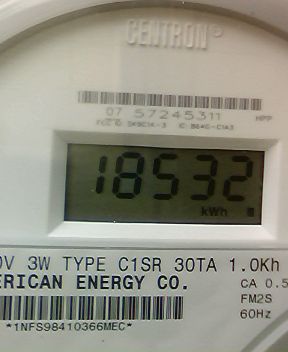 CENTRON®
07 57245311 HPP
18532
kWh
0V 3W TYPE C1SR 30TA 1.0Kh
ERICAN ENERGY CO. CA 0.5
FM2S
*1NFS98410366MEC* 60Hz